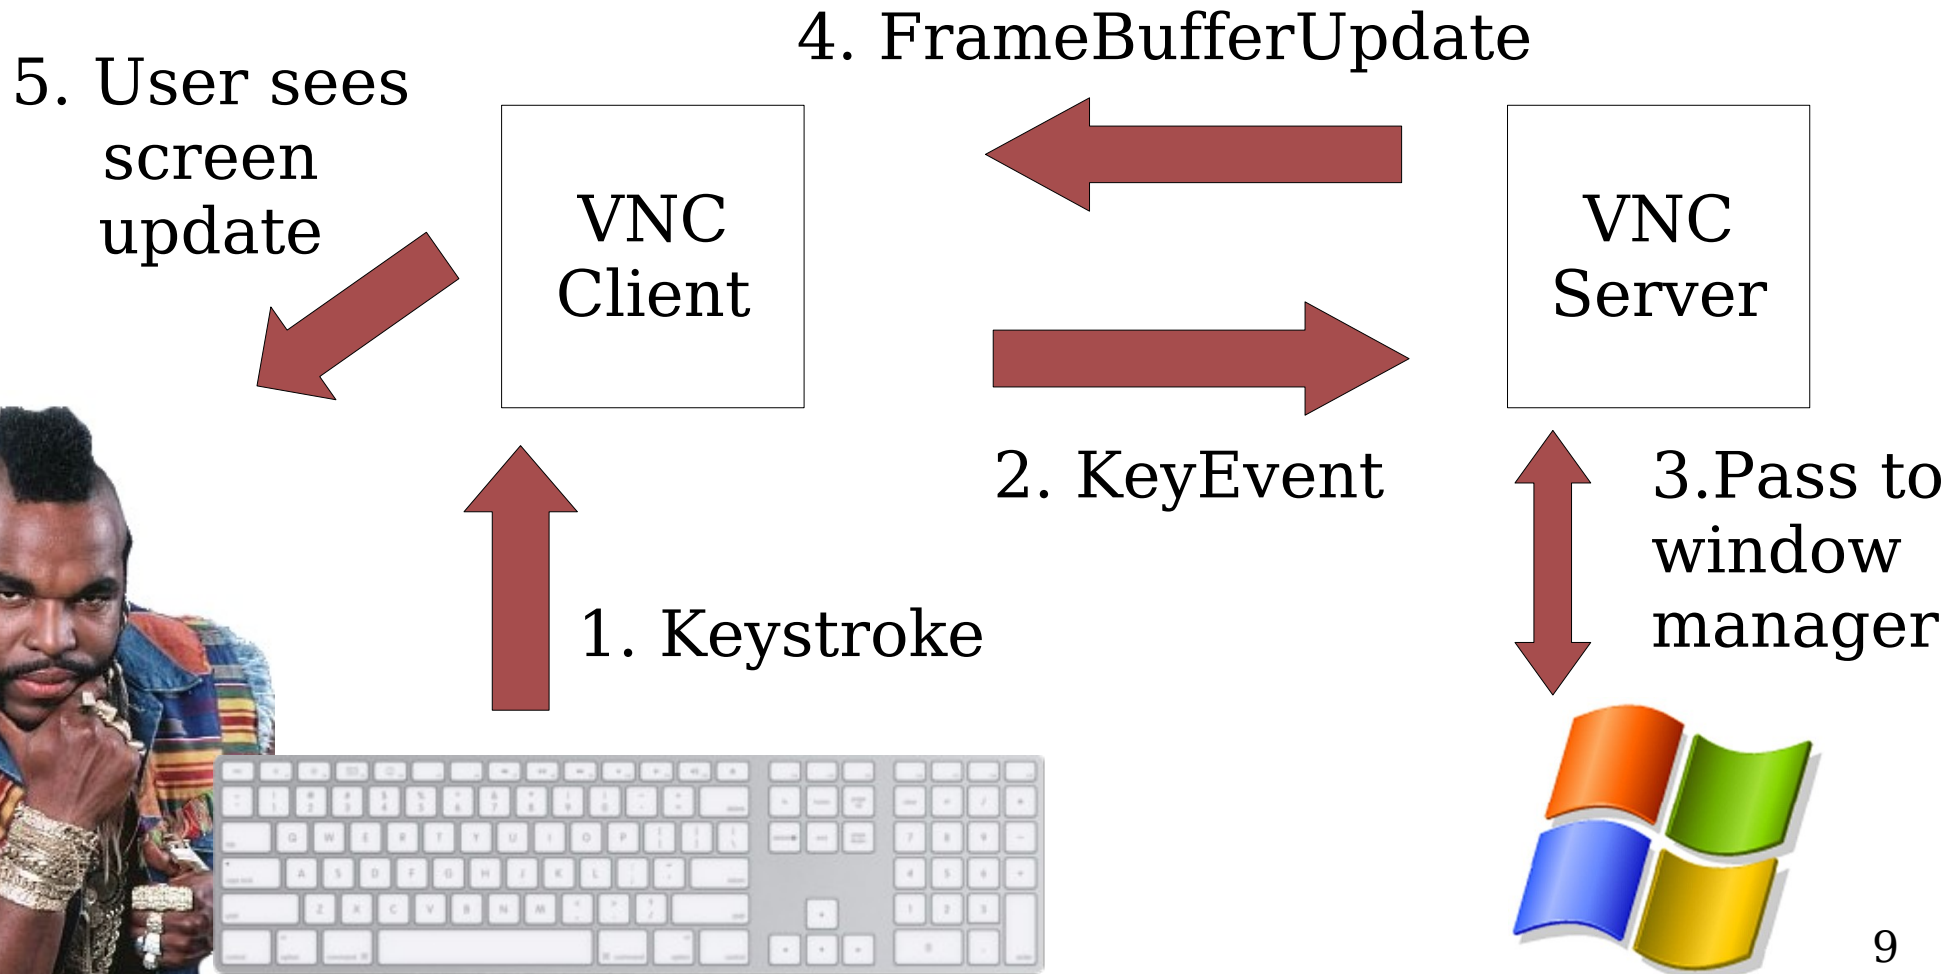 4. FrameBufferUpdate
5. User sees
screen
update
VNC
Client
VNC
Server
2. KeyEvent
3.Pass to
window
manager
1. Keystroke
Q W E R T Y U I O P
A S D F G H J K L
Z X C V B N M
9